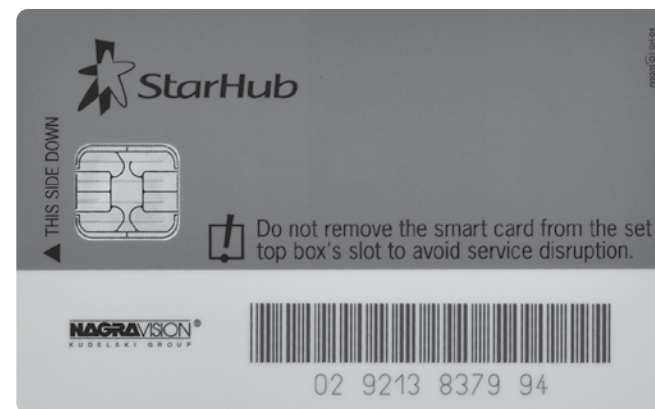 StarHub
THIS SIDE DOWN
Do not remove the smart card from the set
top box's slot to avoid service disruption.
NAGRAVISION®
KUDELSKI GROUP
02 9213 8379 94